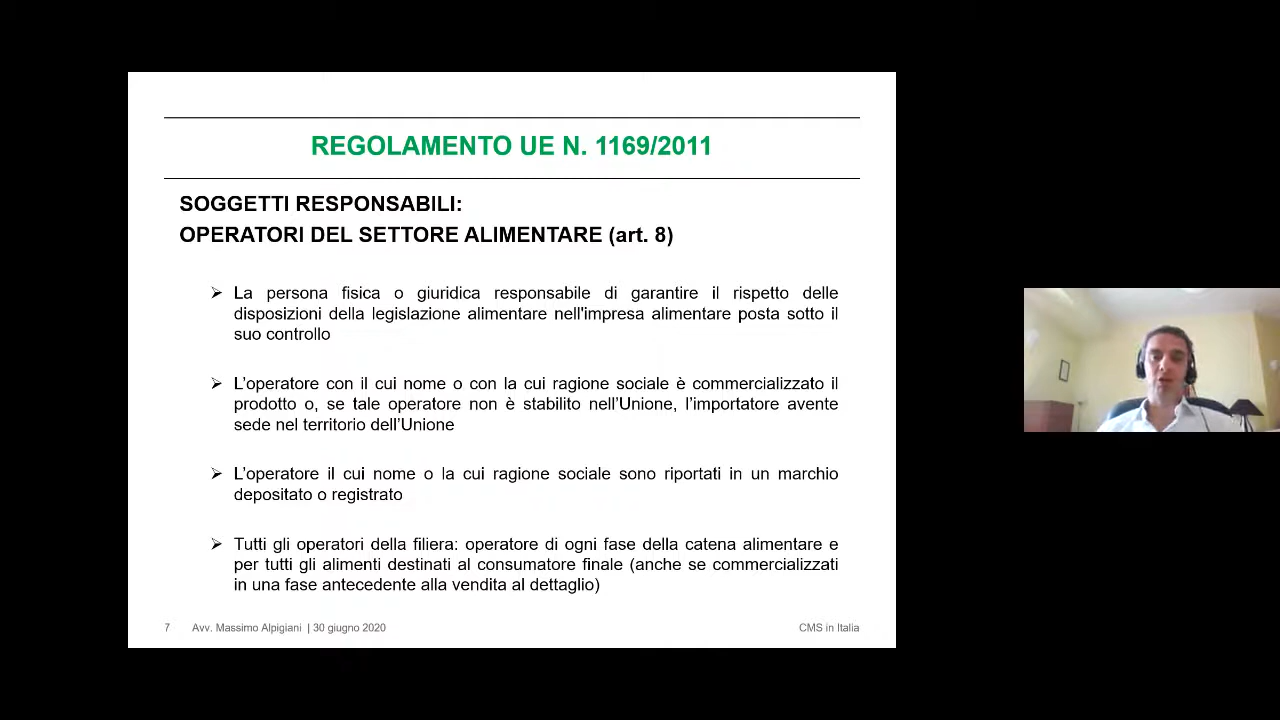 REGOLAMENTO UE N. 1169/2011
SOGGETTI RESPONSABILI:
OPERATORI DEL SETTORE ALIMENTARE (art. 8)
➢ La persona fisica o giuridica responsabile di garantire il rispetto delle
disposizioni della legislazione alimentare nell'impresa alimentare posta sotto il
suo controllo
➢ L’operatore con il cui nome o con la cui ragione sociale è commercializzato il
prodotto o, se tale operatore non è stabilito nell’Unione, l’importatore avente
sede nel territorio dell’Unione
➢ L’operatore il cui nome o la cui ragione sociale sono riportati in un marchio
depositato o registrato
➢ Tutti gli operatori della filiera: operatore di ogni fase della catena alimentare e
per tutti gli alimenti destinati al consumatore finale (anche se commercializzati
in una fase antecedente alla vendita al dettaglio)
7 Avv. Massimo Alpigiani | 30 giugno 2020 CMS in Italia